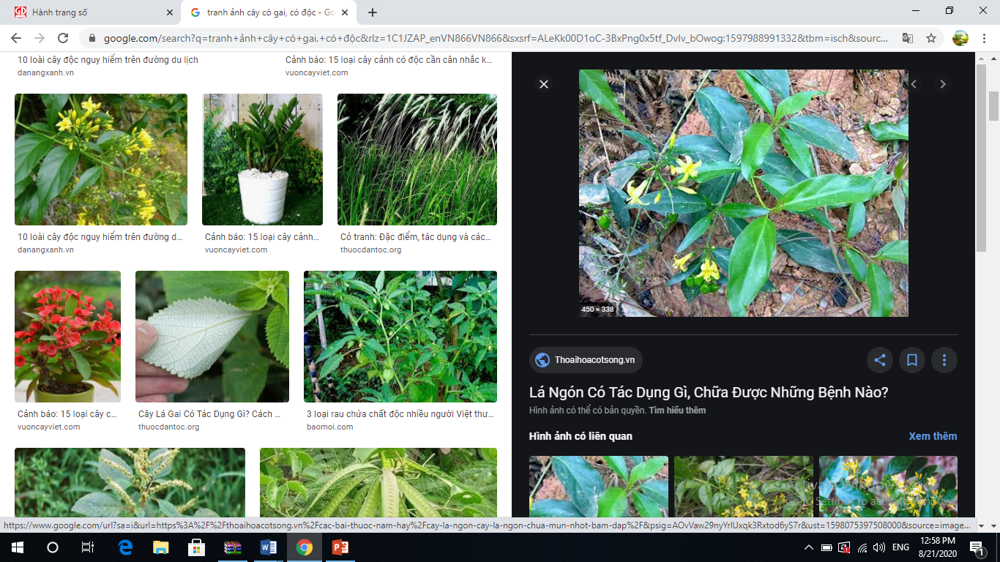 Hành trang số
tranh ảnh cây có gai, có độc - Go
google.com/search?q=tranh+ảnh+cây+có+gai,+có+độc&rlz=1C1JZAP_enVN866VN866&sxsrf=ALeKk00D1oC-3BxPng0x5tf_DvIv_bOwog:1597988991332&tbm=isch&sourc...
10 loài cây độc nguy hiểm trên đường du lịch
danangxanh.vn
Cảnh báo: 15 loại cây cảnh có độc cần cân nhắc k...
vuoncayviet.com
10 loài cây độc nguy hiểm trên đường d...
danangxanh.vn
Cảnh báo: 15 loại cây cảnh...
vuoncayviet.com
Cỏ tranh: Đặc điểm, tác dụng và các...
thuocdantoc.org
Cảnh báo: 15 loại cây c...
vuoncayviet.com
Cây Lá Gai Có Tác Dụng Gì? Cách ...
thuocdantoc.org
3 loại rau chứa chất độc nhiều người Việt thư...
baomoi.com
450 × 338
Thoaihoacotsong.vn
Lá Ngón Có Tác Dụng Gì, Chữa Được Những Bệnh Nào?
Hình ảnh có thể có bản quyền. Tìm hiểu thêm
Hình ảnh có liên quan
Xem thêm
Activate Windows
Go to Settings to activate Windows.
https://www.google.com/url?sa=i&url=https%3A%2F%2Fthoaihoacotsong.vn%2Fcac-bai-thuoc-nam-hay%2Fcay-la-ngon-cay-la-ngon-chua-mun-nhot-bam-dap%2F&psig=AOvVaw29nyYrlUxqk3Rxtod6yS7r&ust=1598075397508000&source=image...
ENG
12:58 PM
8/21/2020
1